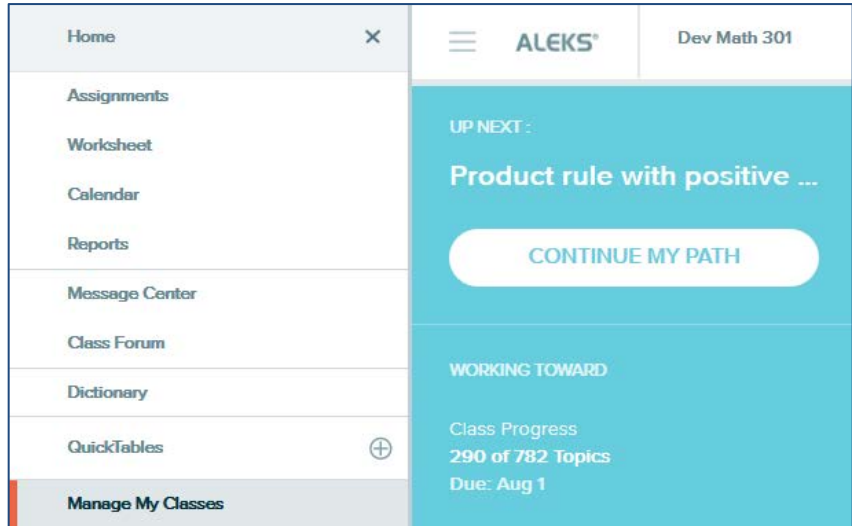 Home
Assignments
Worksheet
Calendar
Reports
Message Center
Class Forum
Dictionary
QuickTables
Manage My Classes
ALEKS®
Dev Math 301
UP NEXT :
Product rule with positive ...
CONTINUE MY PATH
WORKING TOWARD
Class Progress
290 of 782 Topics
Due: Aug 1